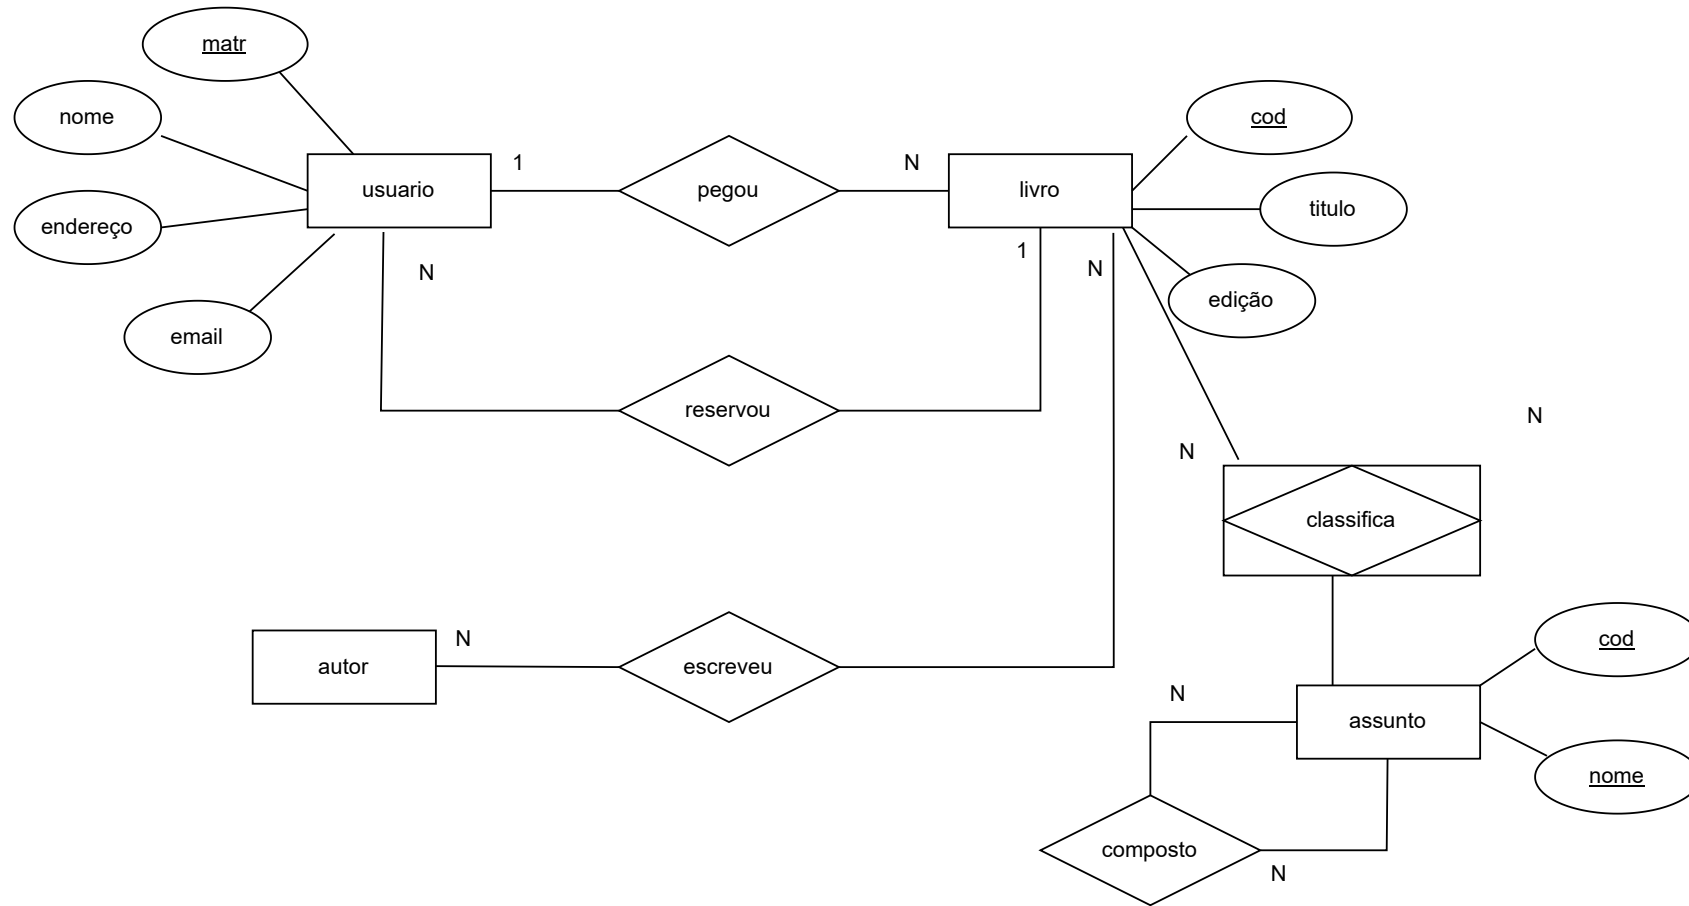 matr
nome
cod
usuario
1
pegou
N
livro
titulo
endereço
N
1
N
edição
email
reservou
N
N
classifica
autor
N
escreveu
cod
N
assunto
nome
composto
N